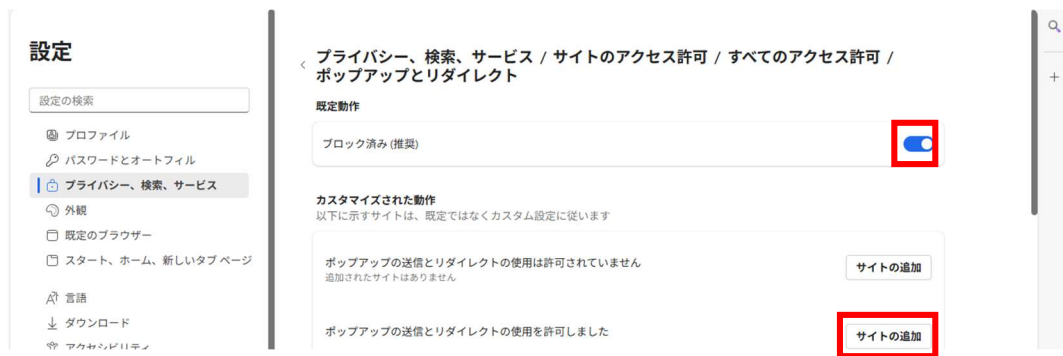 設定
設定の検索
プロファイル
パスワードとオートフィル
プライバシー、検索、サービス
外観
既定のブラウザー
スタート、ホーム、新しいタブ ページ
言語
ダウンロード
アクセシビリティ
プライバシー、検索、サービス / サイトのアクセス許可 / すべてのアクセス許可 /
ポップアップとリダイレクト
既定動作
ブロック済み (推奨)
カスタマイズされた動作
以下に示すサイトは、既定ではなくカスタム設定に従います
ポップアップの送信とリダイレクトの使用は許可されていません
追加されたサイトはありません
サイトの追加
ポップアップの送信とリダイレクトの使用を許可しました
サイトの追加